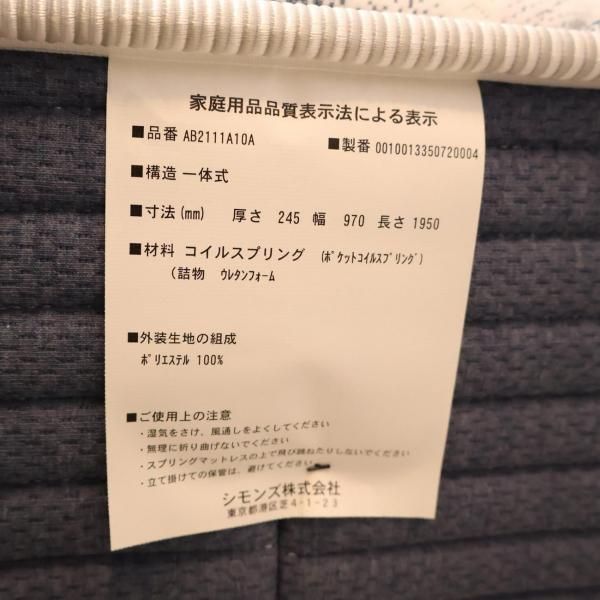 家庭用品品質表示法による表示
■品番 AB2111A10A ■製番 0010013350720004
■構造 一体式
■寸法(mm) 厚さ 245 幅 970 長さ 1950
■材料 コイルスプリング (ﾎﾟｹｯﾄｺｲﾙｽﾌﾟﾘﾝｸﾞ)
(詰物 ｳﾚﾀﾝﾌｫｰﾑ
■外装生地の組成
ﾎﾟﾘｴｽﾃﾙ 100%
■ご使用上の注意
・湿気をさけ、風通しをよくしてください
・無理に折り曲げないでください
・スプリングマットレスの上で飛び跳ねたりしないでください
・立て掛けての保管は、避けてください
シモンズ株式会社
東京都港区芝4-1-23